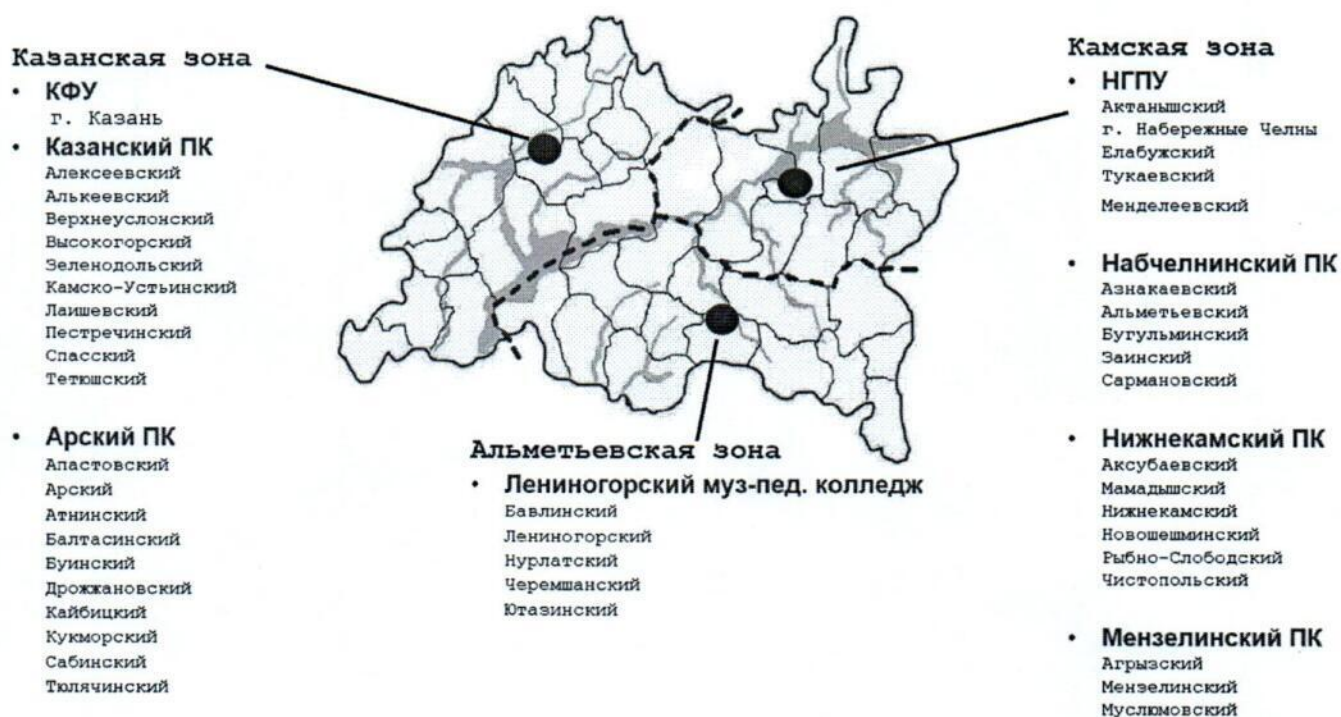 Казанская зона
• КФУ
г. Казань
• Казанский ПК
Алексеевский
Алькеевский
Верхнеуслонский
Высокогорский
Зеленодольский
Камско-Устьинский
Лаишевский
Пестречинский
Спасский
Тетюшский
• Арский ПК
Апастовский
Арский
Атнинский
Балтасинский
Буинский
Дрожжановский
Кайбицкий
Кукморский
Сабинский
Тюлячинский
Альметьевская зона
• Лениногорский муз-пед. колледж
Бавлинский
Лениногорский
Нурлатский
Черемшанский
Ютазинский
Камская зона
• НГПУ
Актанышский
г. Набережные Челны
Елабужский
Тукаевский
Менделеевский
• Набчелнинский ПК
Азнакаевский
Альметьевский
Бугульминский
Заинский
Сармановский
• Нижнекамский ПК
Аксубаевский
Мамадышский
Нижнекамский
Новошешминский
Рыбно-Слободский
Чистопольский
• Мензелинский ПК
Агрызский
Мензелинский
Муслюмовский